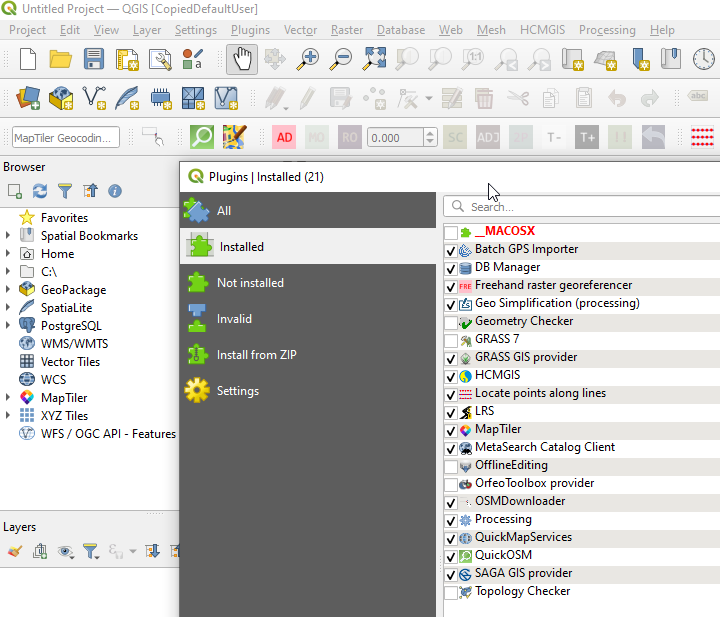 Untitled Project — QGIS [CopiedDefaultUser]
Project Edit View Layer Settings Plugins Vector Raster Database Web Mesh HCMGIS Processing Help
1:1
MapTiler Geocodin...
AD MO RO 0.000 SC ADJ T- T+
abc
Browser
Favorites
Spatial Bookmarks
Home
C:\
GeoPackage
SpatiaLite
PostgreSQL
WMS/WMTS
Vector Tiles
WCS
MapTiler
XYZ Tiles
WFS / OGC API - Features
Layers
Plugins | Installed (21)
All
Installed
Not installed
Invalid
Install from ZIP
Settings
Search...
__MACOSX
Batch GPS Importer
DB Manager
FRE Freehand raster georeferencer
Geo Simplification (processing)
Geometry Checker
GRASS 7
GRASS GIS provider
HCMGIS
Locate points along lines
LRS
MapTiler
MetaSearch Catalog Client
OfflineEditing
OrfeoToolbox provider
OSMDownloader
Processing
QuickMapServices
QuickOSM
SAGA GIS provider
Topology Checker